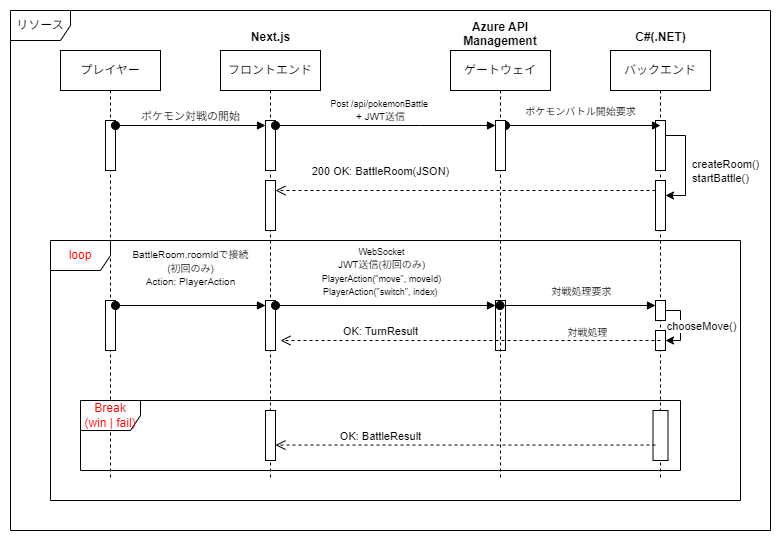 リソース
Next.js
Azure API
Management
C#(.NET)
プレイヤー
フロントエンド
ゲートウェイ
バックエンド
ポケモン対戦の開始
Post /api/pokemonBattle
+ JWT送信
ポケモンバトル開始要求
createRoom()
startBattle()
200 OK: BattleRoom(JSON)
loop
BattleRoom.roomIdで接続
(初回のみ)
Action: PlayerAction
WebSocket
JWT送信(初回のみ)
PlayerAction("move", moveId)
PlayerAction("switch", index)
対戦処理要求
chooseMove()
OK: TurnResult
対戦処理
Break
(win | fail)
OK: BattleResult